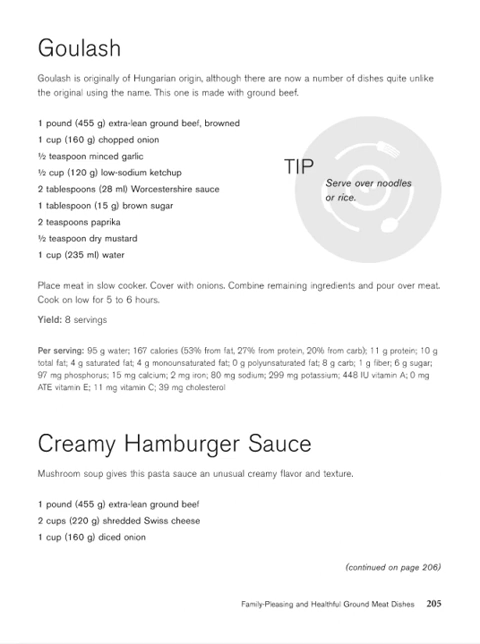 Goulash
Goulash is originally of Hungarian origin, although there are now a number of dishes quite unlike
the original using the name. This one is made with ground beef.
1 pound (455 g) extra-lean ground beef, browned
1 cup (160 g) chopped onion
½ teaspoon minced garlic
½ cup (120 g) low-sodium ketchup
2 tablespoons (28 ml) Worcestershire sauce
1 tablespoon (15 g) brown sugar
2 teaspoons paprika
½ teaspoon dry mustard
1 cup (235 ml) water
TIP
Serve over noodles
or rice.
Place meat in slow cooker. Cover with onions. Combine remaining ingredients and pour over meat.
Cook on low for 5 to 6 hours.
Yield: 8 servings
Per serving: 95 g water; 167 calories (53% from fat, 27% from protein, 20% from carb); 11 g protein; 10 g
total fat; 4 g saturated fat; 4 g monounsaturated fat; 0 g polyunsaturated fat; 8 g carb; 1 g fiber; 6 g sugar;
97 mg phosphorus; 15 mg calcium; 2 mg iron; 80 mg sodium; 299 mg potassium; 448 IU vitamin A; 0 mg
ATE vitamin E; 11 mg vitamin C; 39 mg cholesterol
Creamy Hamburger Sauce
Mushroom soup gives this pasta sauce an unusual creamy flavor and texture.
1 pound (455 g) extra-lean ground beef
2 cups (220 g) shredded Swiss cheese
1 cup (160 g) diced onion
(continued on page 206)
Family-Pleasing and Healthful Ground Meat Dishes 205